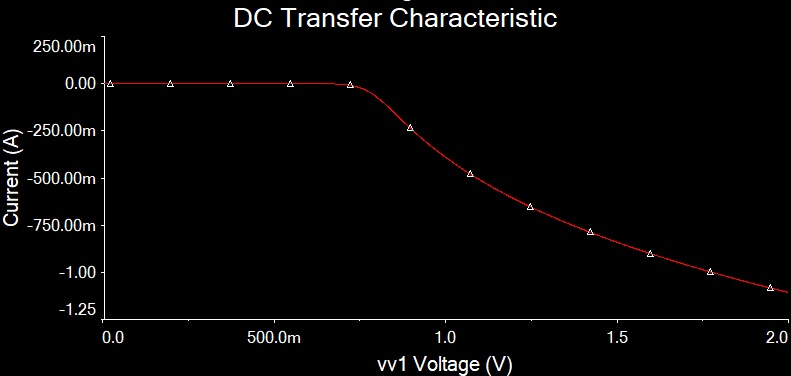 DC Transfer Characteristic
250.00m
0.00
-250.00m
-500.00m
-750.00m
-1.00
-1.25
Current (A)
0.0 500.0m 1.0 1.5 2.0
vv1 Voltage (V)